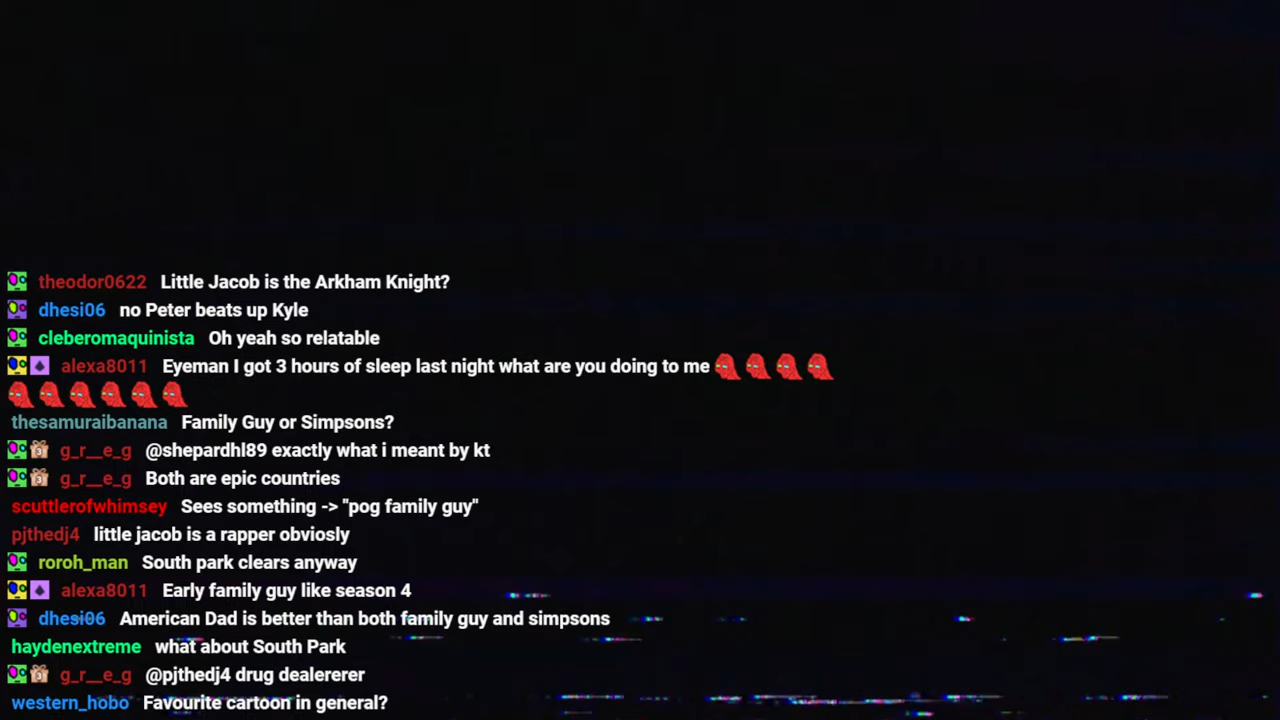 theodor0622 Little Jacob is the Arkham Knight?
dhesi06 no Peter beats up Kyle
cleberomaquinista Oh yeah so relatable
alexa8011 Eyeman I got 3 hours of sleep last night what are you doing to me
thesamuraibanana Family Guy or Simpsons?
g_r__e_g @shepardhl89 exactly what i meant by kt
g_r__e_g Both are epic countries
scuttlerofwhimsey Sees something -> "pog family guy"
pjthedj4 little jacob is a rapper obviosly
roroh_man South park clears anyway
alexa8011 Early family guy like season 4
dhesi06 American Dad is better than both family guy and simpsons
haydenextreme what about South Park
g_r__e_g @pjthedj4 drug dealererer
western_hobo Favourite cartoon in general?